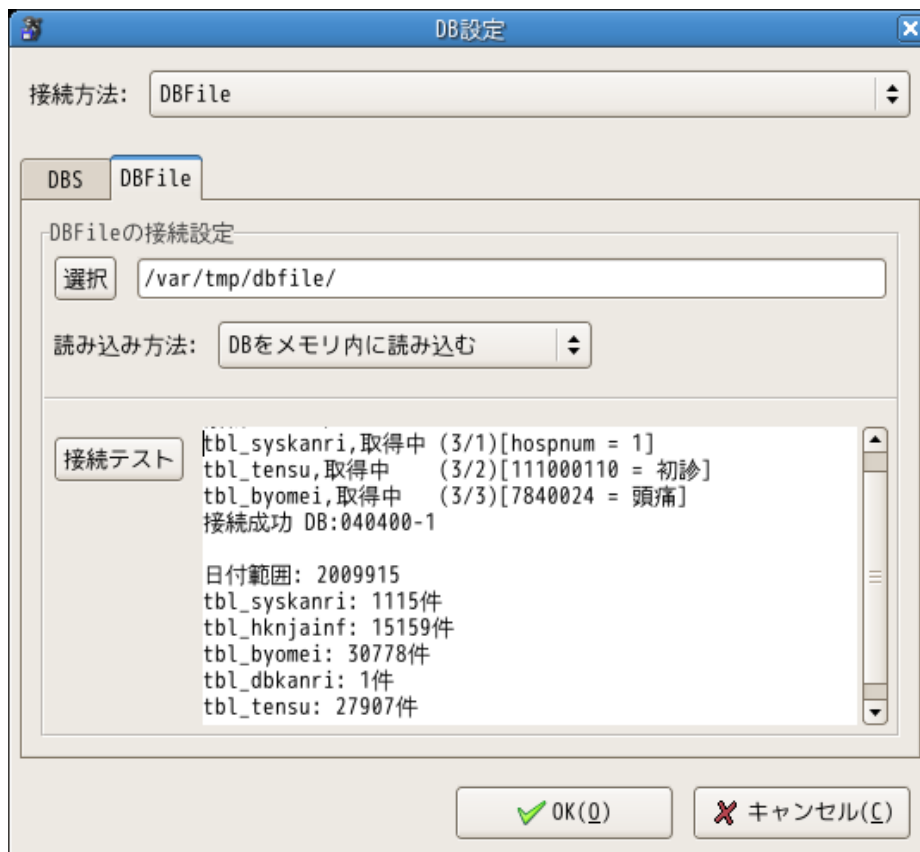 DB設定
接続方法: DBFile
DBS DBFile
DBFileの接続設定
選択 /var/tmp/dbfile/
読み込み方法: DBをメモリ内に読み込む
接続テスト
tbl_syskanri,取得中 (3/1)[hospnum = 1]
tbl_tensu,取得中 (3/2)[111000110 = 初診]
tbl_byomei,取得中 (3/3)[7840024 = 頭痛]
接続成功 DB:040400-1
日付範囲: 2009915
tbl_syskanri: 1115件
tbl_hknjainf: 15159件
tbl_byomei: 30778件
tbl_dbkanri: 1件
tbl_tensu: 27907件
OK(O) キャンセル(C)